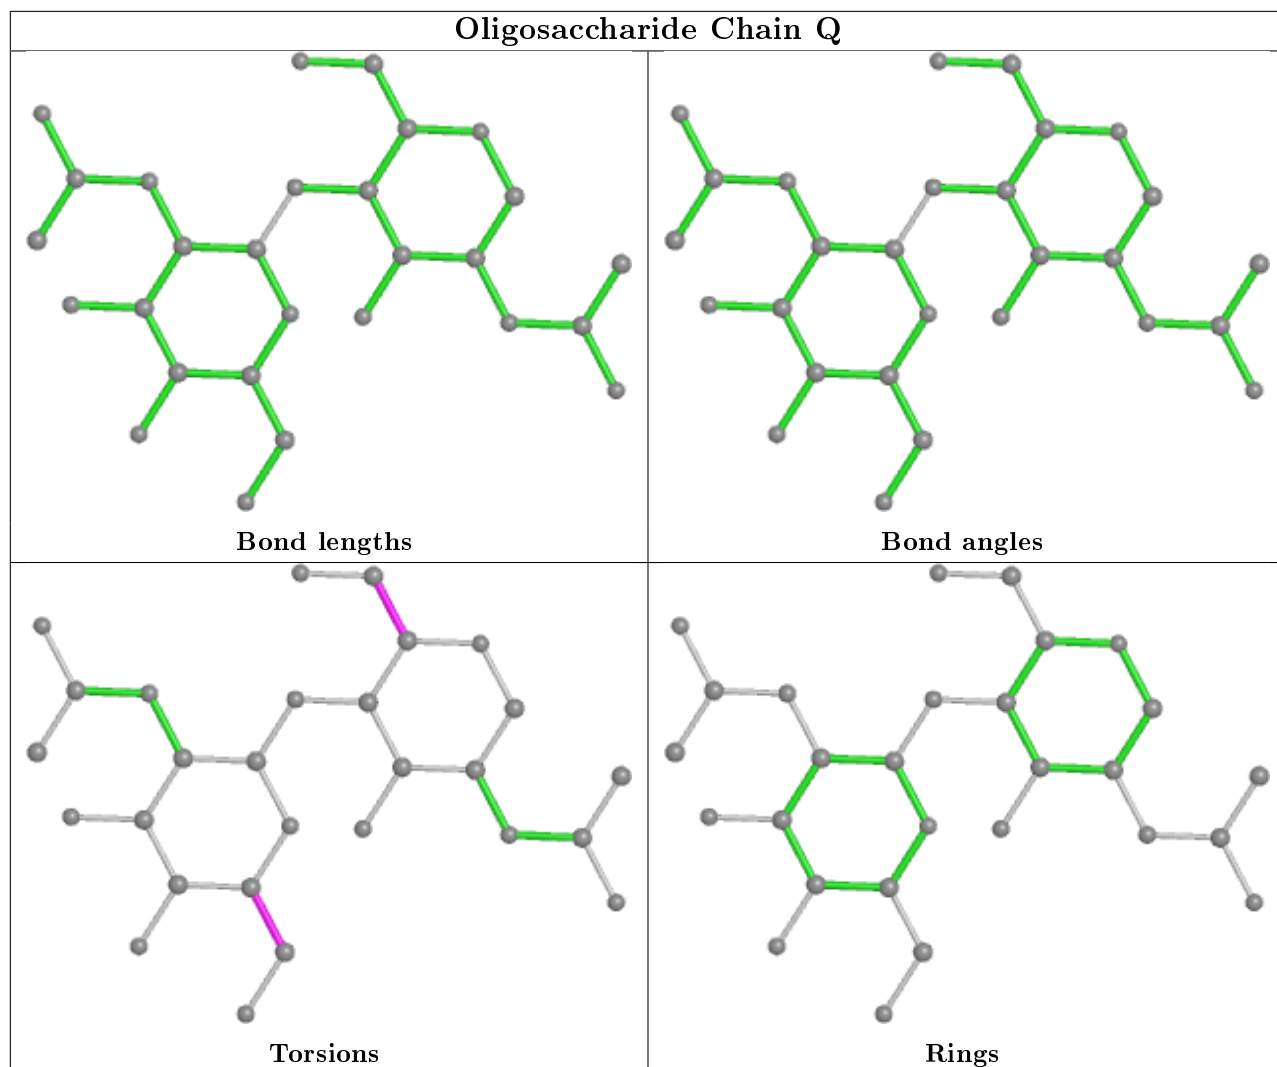 Oligosaccharide Chain Q
Bond lengths
Bond angles
Torsions
Rings